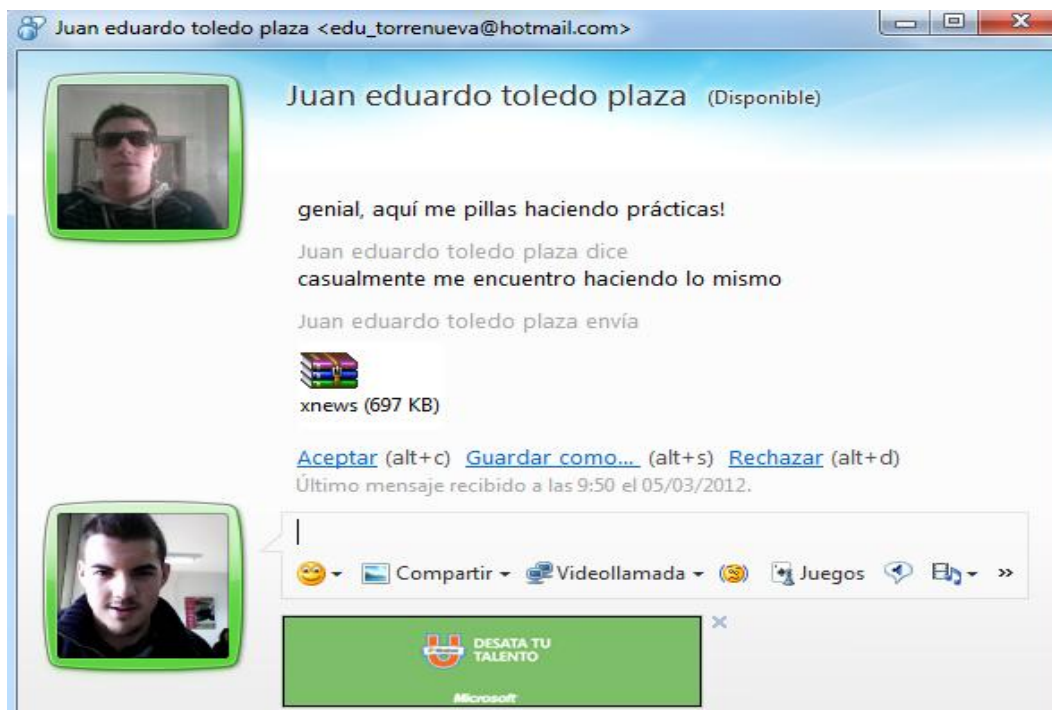 Juan eduardo toledo plaza <edu_torrenueva@hotmail.com>
Juan eduardo toledo plaza (Disponible)
genial, aquí me pillas haciendo prácticas!
Juan eduardo toledo plaza dice
casualmente me encuentro haciendo lo mismo
Juan eduardo toledo plaza envía
xnews (697 KB)
Aceptar (alt+c) Guardar como... (alt+s) Rechazar (alt+d)
Último mensaje recibido a las 9:50 el 05/03/2012.
Compartir Videollamada Juegos »
DESATA TU
TALENTO
Microsoft